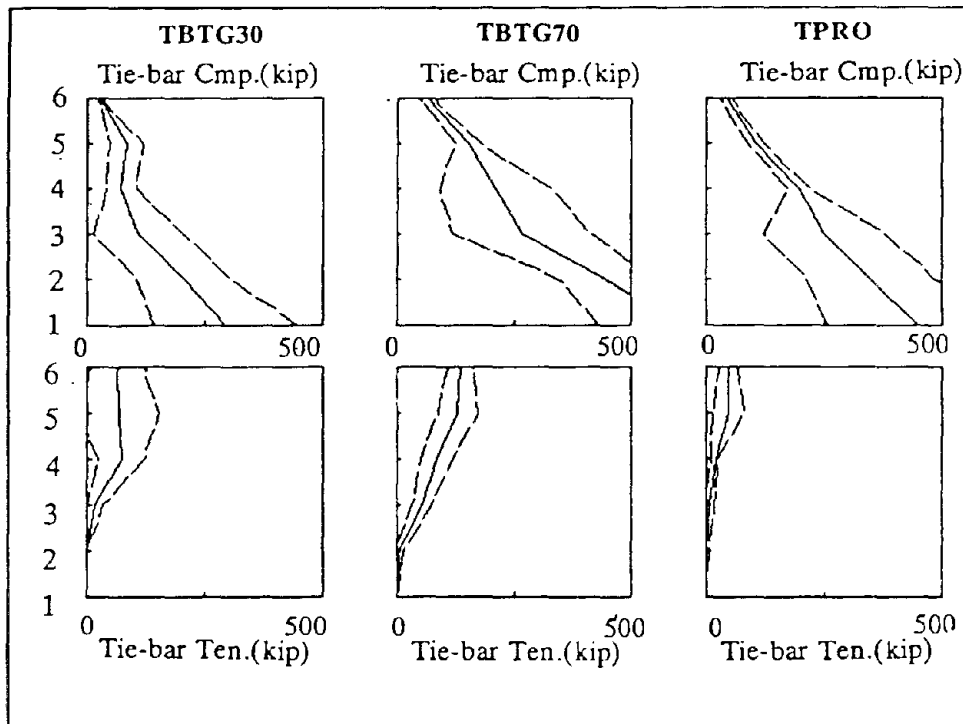 TBTG30 TBTG70 TPRO
Tie-bar Cmp.(kip) Tie-bar Cmp.(kip) Tie-bar Cmp.(kip)
6
5
4
3
2
1
0 500 0 500 0 500
6
5
4
3
2
1
0 500 0 500 0 500
Tie-bar Ten.(kip) Tie-bar Ten.(kip) Tie-bar Ten.(kip)